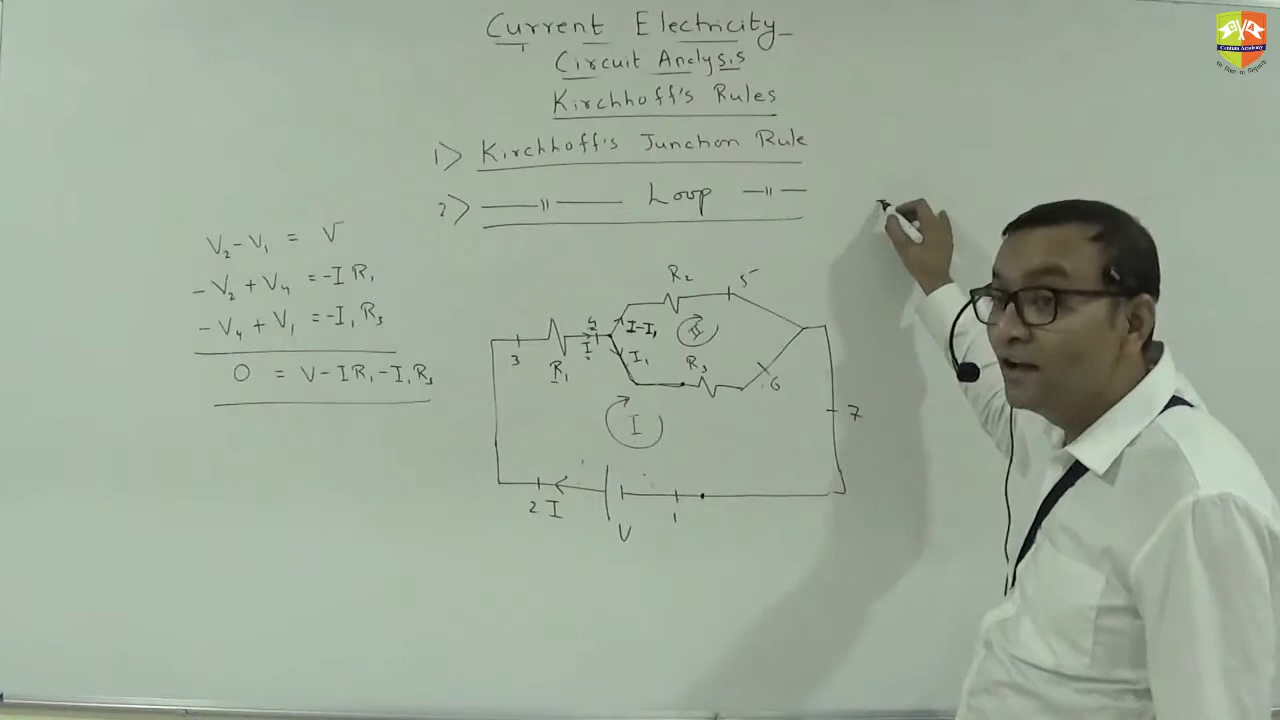 Current Electricity
Circuit Analysis
Kirchhoff's Rules
1> Kirchhoff's Junction Rule
2> —〃— Loop —〃—
V₂ - V₁ = V
- V₂ + V₄ = -I R₁
- V₄ + V₁ = -I₁ R₃
0 = V - I R₁ - I₁ R₃
R₂
5
3
4
I
I-I₁
II
I₁
R₁
R₃
6
I
7
2 I
V
1
Centum Academy